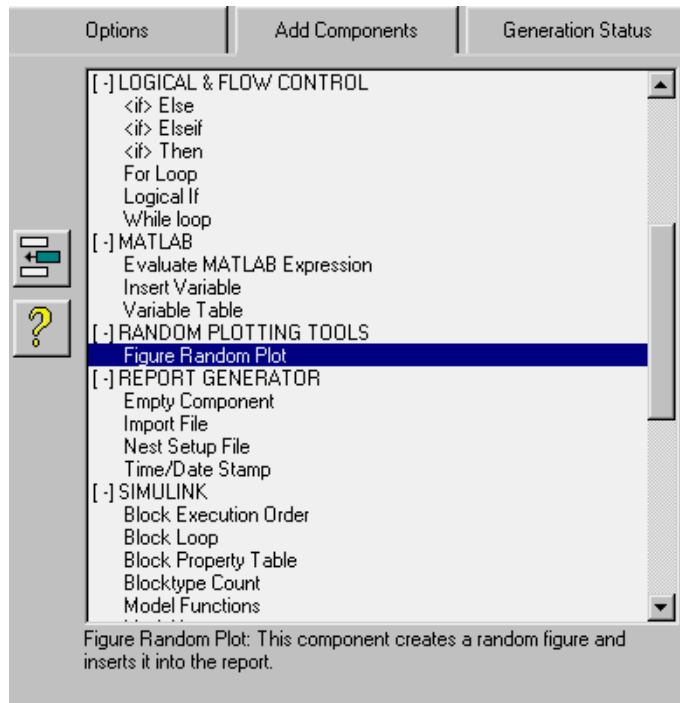 Options
Add Components
Generation Status
[-] LOGICAL & FLOW CONTROL
<if> Else
<if> Elseif
<if> Then
For Loop
Logical If
While loop
[-] MATLAB
Evaluate MATLAB Expression
Insert Variable
Variable Table
[-] RANDOM PLOTTING TOOLS
Figure Random Plot
[-] REPORT GENERATOR
Empty Component
Import File
Nest Setup File
Time/Date Stamp
[-] SIMULINK
Block Execution Order
Block Loop
Block Property Table
Blocktype Count
Model Functions
Figure Random Plot: This component creates a random figure and
inserts it into the report.